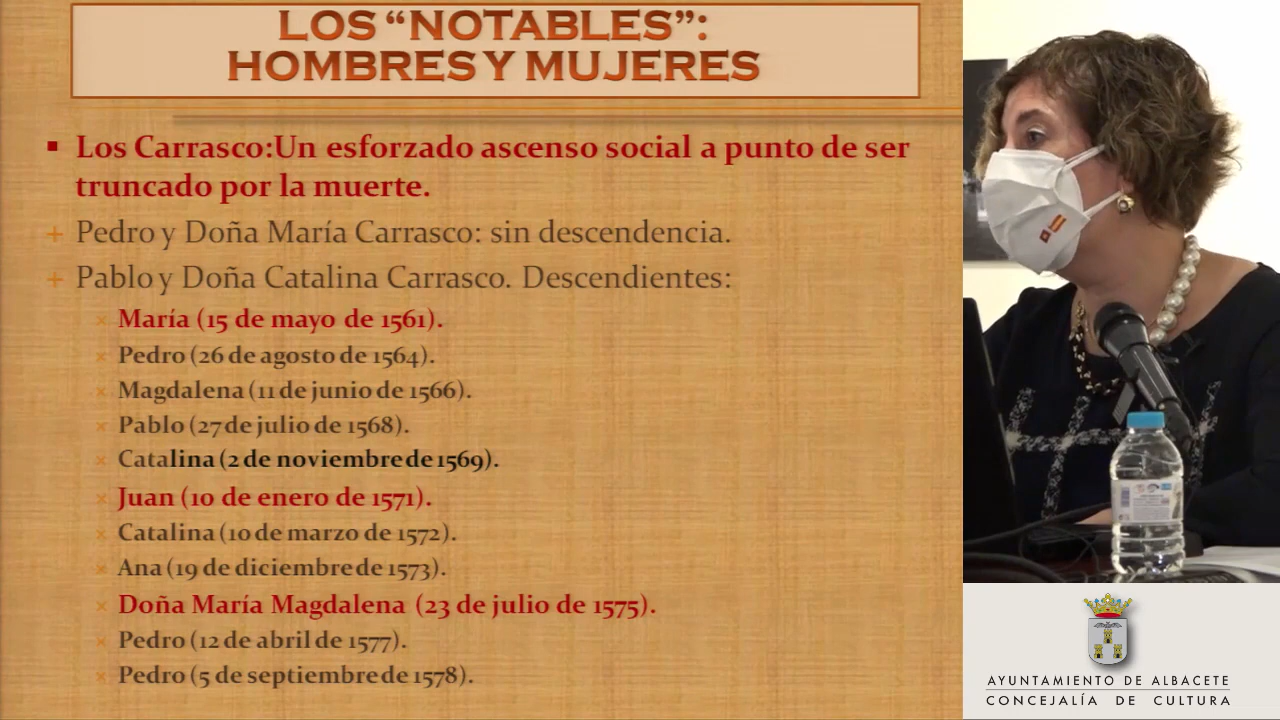 LOS “NOTABLES”:
HOMBRES Y MUJERES
Los Carrasco:Un esforzado ascenso social a punto de ser
truncado por la muerte.
Pedro y Doña María Carrasco: sin descendencia.
Pablo y Doña Catalina Carrasco. Descendientes:
María (15 de mayo de 1561).
Pedro (26 de agosto de 1564).
Magdalena (11 de junio de 1566).
Pablo (27 de julio de 1568).
Catalina (2 de noviembre de 1569).
Juan (10 de enero de 1571).
Catalina (10 de marzo de 1572).
Ana (19 de diciembre de 1573).
Doña María Magdalena (23 de julio de 1575).
Pedro (12 de abril de 1577).
Pedro (5 de septiembre de 1578).
AYUNTAMIENTO DE ALBACETE
CONCEJALÍA DE CULTURA